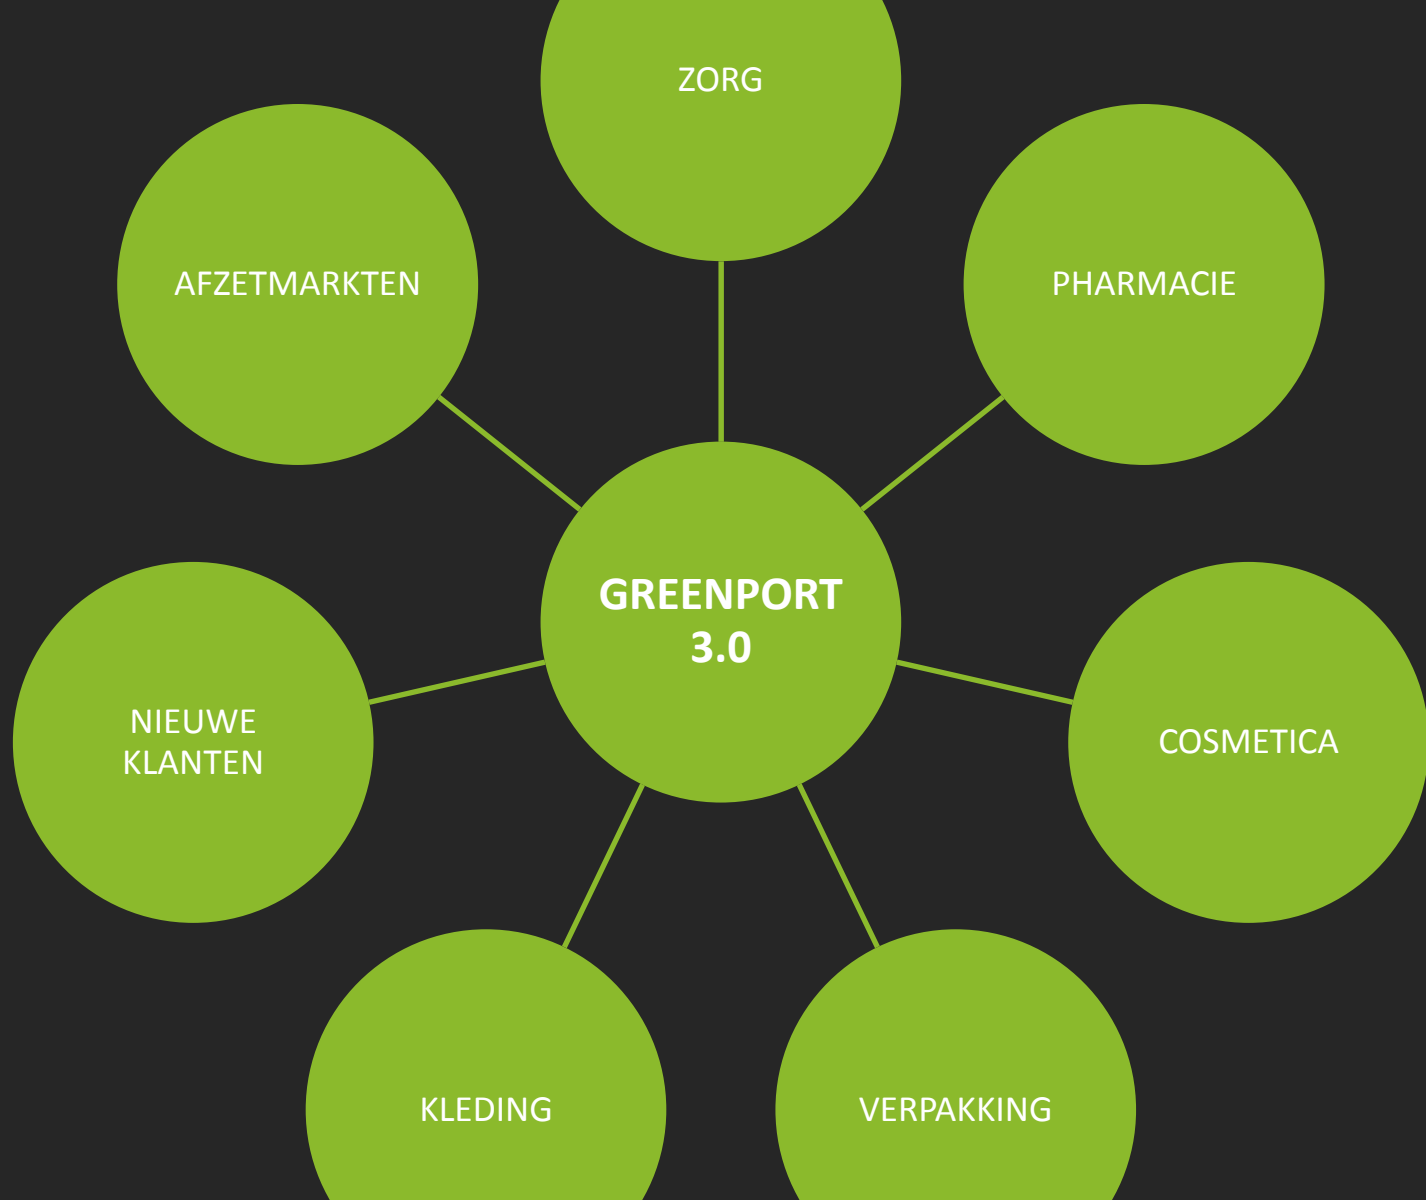 ZORG
AFZETMARKTEN
PHARMACIE
GREENPORT
3.0
NIEUWE
KLANTEN
COSMETICA
KLEDING
VERPAKKING